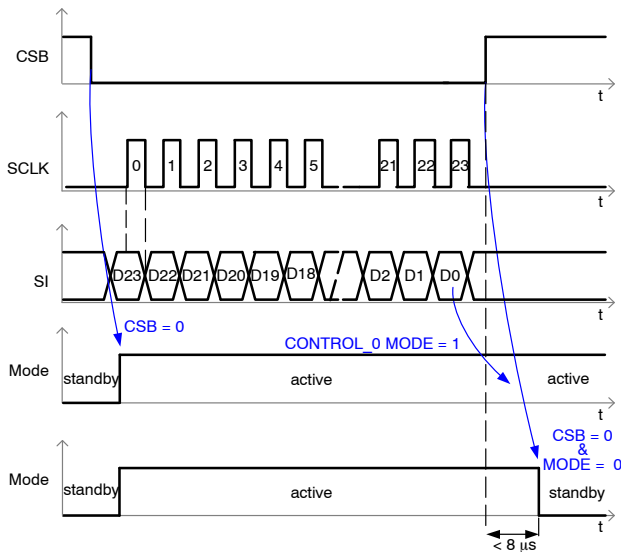 CSB
t
SCLK
0 1 2 3 4 5 21 22 23
t
SI
D23 D22 D21 D20 D19 D18 D2 D1 D0
t
CSB = 0
CONTROL_0 MODE = 1
Mode
standby active active
t
CSB = 0
&
MODE = 0
Mode
standby active standby
t
< 8 µs